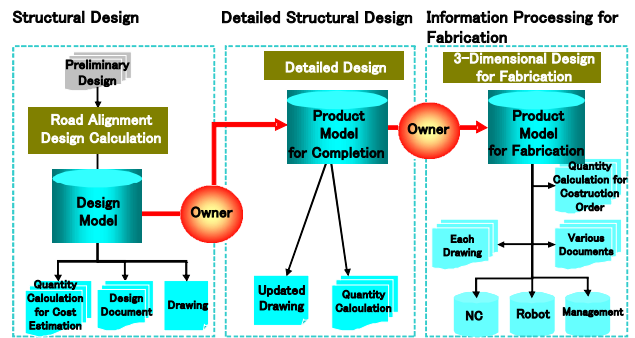 Structural Design
Preliminary
Design
Road Alignment
Design Calculation
Design
Model
Owner
Quantity
Calculation
for Cost
Estimation
Design
Document
Drawing
Detailed Structural Design
Detailed Design
Product
Model
for Completion
Owner
Updated
Drawing
Quantity
Calculation
Information Processing for
Fabrication
3-Dimensional Design
for Fabrication
Product
Model
for Fabrication
Quantity
Calculation for
Costruction
Order
Each
Drawing
Various
Documents
NC
Robot
Management